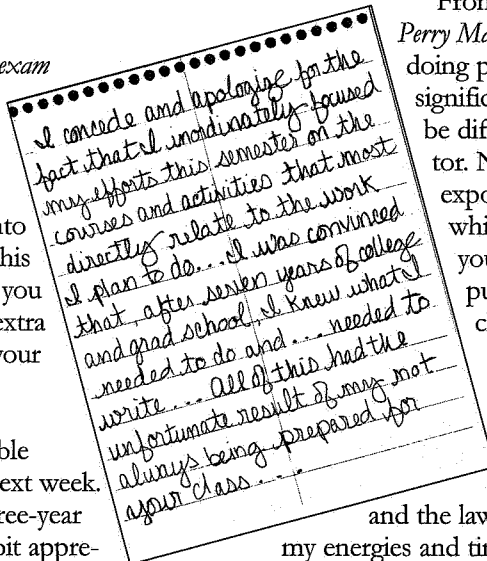 exam
nto
his
you
extra
your
ble
ext week.
ree-year
bit appre-
I concede and apologize for the
fact that I inordinately focused
my efforts this semester on the
courses and activities that most
directly relate to the work
I plan to do... I was convinced
that, after seven years of college
and grad school, I knew what I
needed to do and... needed to
write... All of this had the
unfortunate result of my not
always being prepared for
your class....
From
Perry Ma
doing p
signific
be dif
tor. N
expo
whi
you
pu
c
and the law
my energies and tin